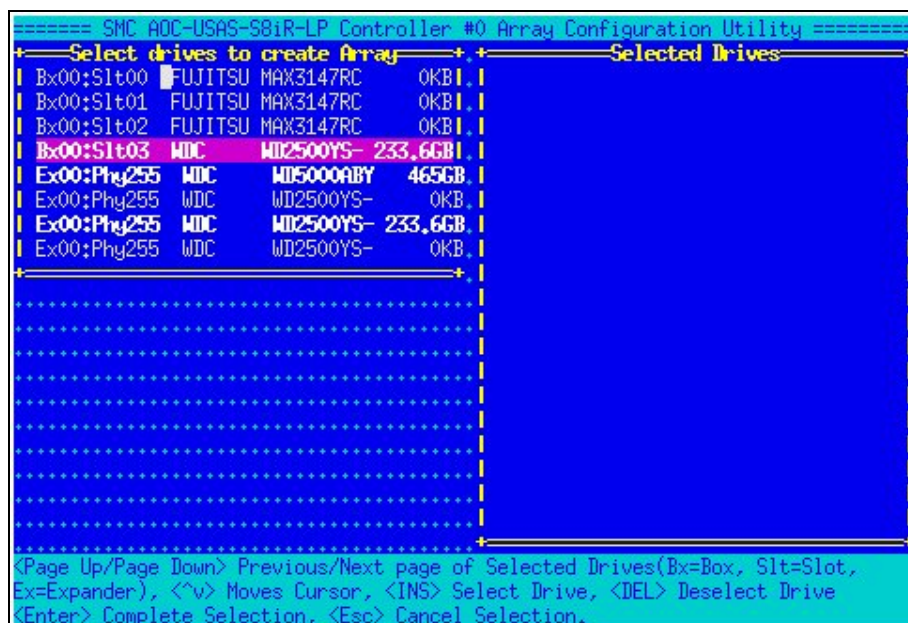 ======= SMC AOC-USAS-S8iR-LP Controller #0 Array Configuration Utility ========
Select drives to create Array
Bx00:Slt00 FUJITSU MAX3147RC 0KB
Bx00:Slt01 FUJITSU MAX3147RC 0KB
Bx00:Slt02 FUJITSU MAX3147RC 0KB
Bx00:Slt03 WDC WD2500YS- 233.6GB
Ex00:Phy255 WDC WD5000ABY 465GB
Ex00:Phy255 WDC WD2500YS- 0KB
Ex00:Phy255 WDC WD2500YS- 233.6GB
Ex00:Phy255 WDC WD2500YS- 0KB
Selected Drives
<Page Up/Page Down> Previous/Next page of Selected Drives(Bx=Box, Slt=Slot,
Ex=Expander), <^v> Moves Cursor, <INS> Select Drive, <DEL> Deselect Drive
<Enter> Complete Selection, <Esc> Cancel Selection.